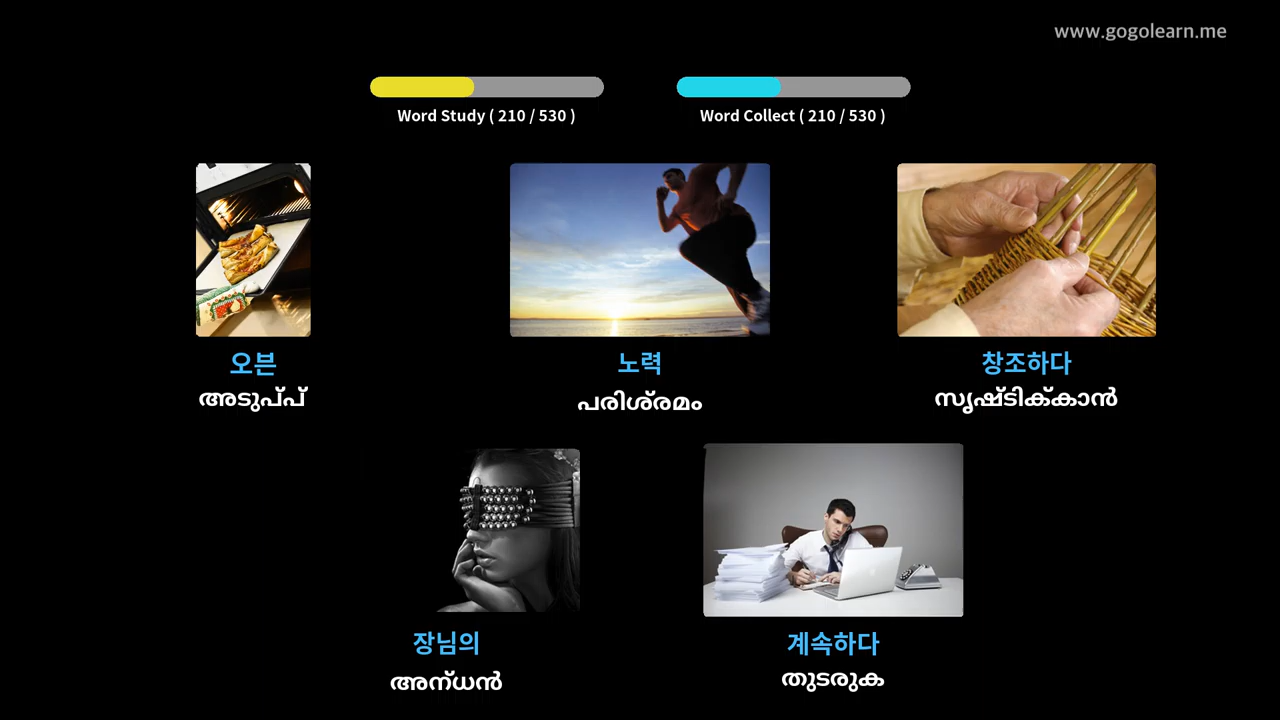 www.gogolearn.me
Word Study ( 210 / 530 )
Word Collect ( 210 / 530 )
오븐
അടുപ്പ്
노력
പരിശ്രമം
창조하다
സൃഷ്ടിക്കാൻ
장님의
അന്ധൻ
계속하다
തുടരുക